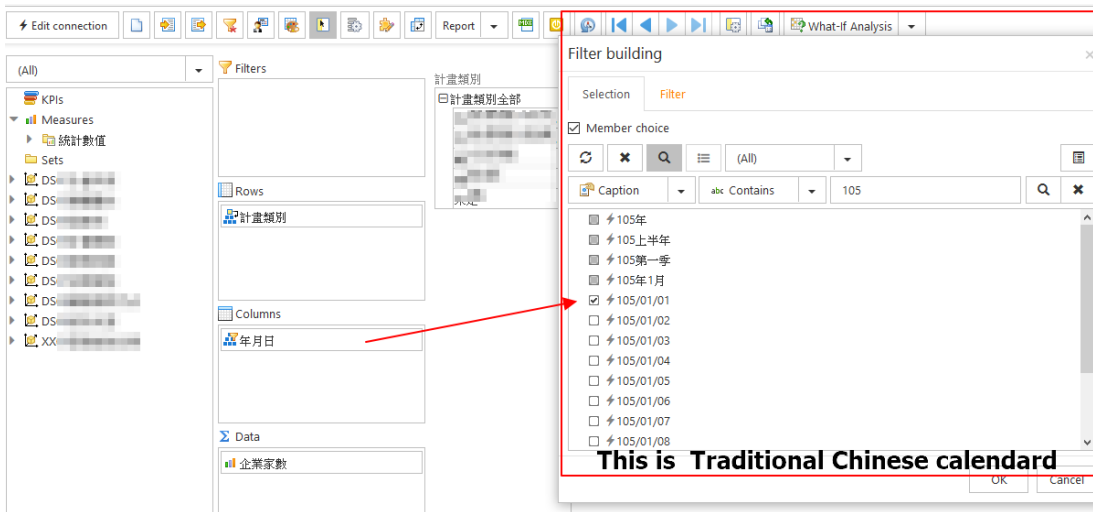 Edit connection
Report
MDX
What-If Analysis
(All)
KPIs
Measures
統計數值
Sets
DS
DS
DS
DS
DS
DS
DS
DS
XX
Filters
Rows
計畫類別
Columns
年月日
Data
企業家數
計畫類別
計畫類別全部
未定
Filter building
Selection
Filter
Member choice
(All)
Caption
abc Contains
105
105年
105上半年
105第一季
105年1月
105/01/01
105/01/02
105/01/03
105/01/04
105/01/05
105/01/06
105/01/07
105/01/08
This is Traditional Chinese calendard
OK
Cancel